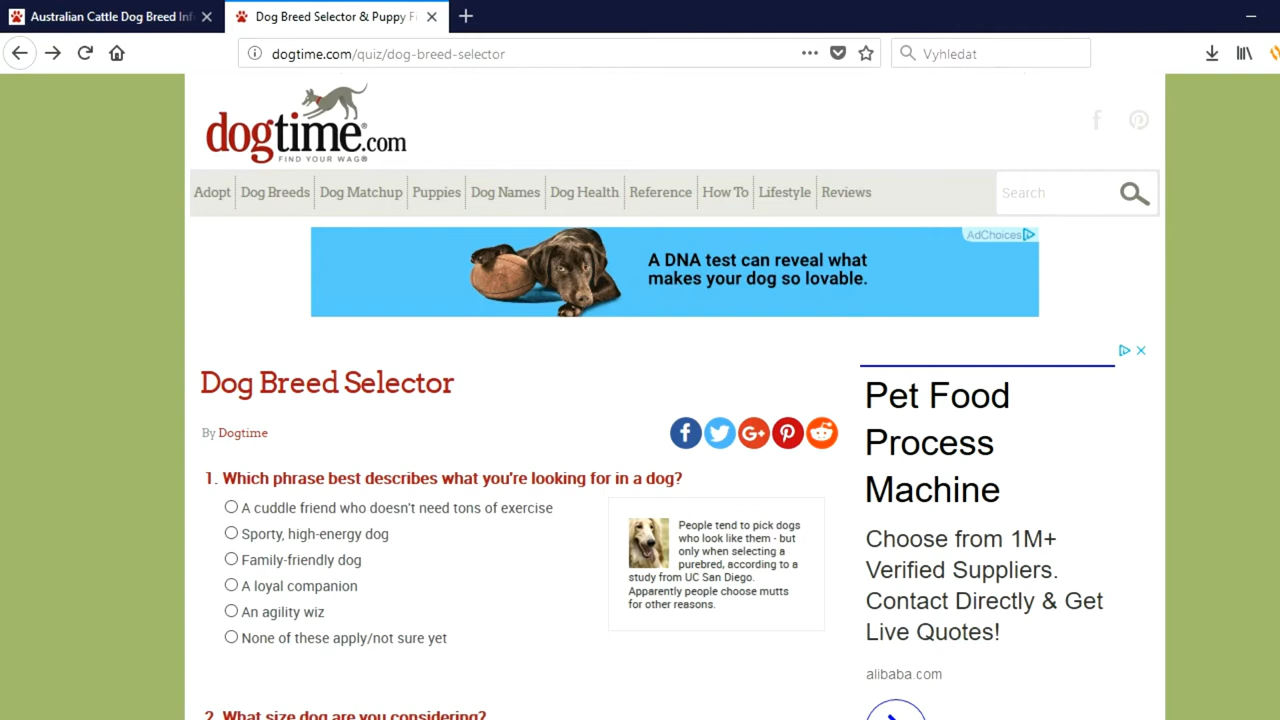 Australian Cattle Dog Breed Inf
Dog Breed Selector & Puppy Fi
dogtime.com/quiz/dog-breed-selector
Vyhledat
dogtime.com
FIND YOUR WAG®
Adopt Dog Breeds Dog Matchup Puppies Dog Names Dog Health Reference How To Lifestyle Reviews
Search
AdChoices
A DNA test can reveal what
makes your dog so lovable.
Dog Breed Selector
By Dogtime
1. Which phrase best describes what you're looking for in a dog?
A cuddle friend who doesn't need tons of exercise
Sporty, high-energy dog
Family-friendly dog
A loyal companion
An agility wiz
None of these apply/not sure yet
People tend to pick dogs
who look like them - but
only when selecting a
purebred, according to a
study from UC San Diego.
Apparently people choose mutts
for other reasons.
2. What size dog are you considering?
Pet Food
Process
Machine
Choose from 1M+
Verified Suppliers.
Contact Directly & Get
Live Quotes!
alibaba.com